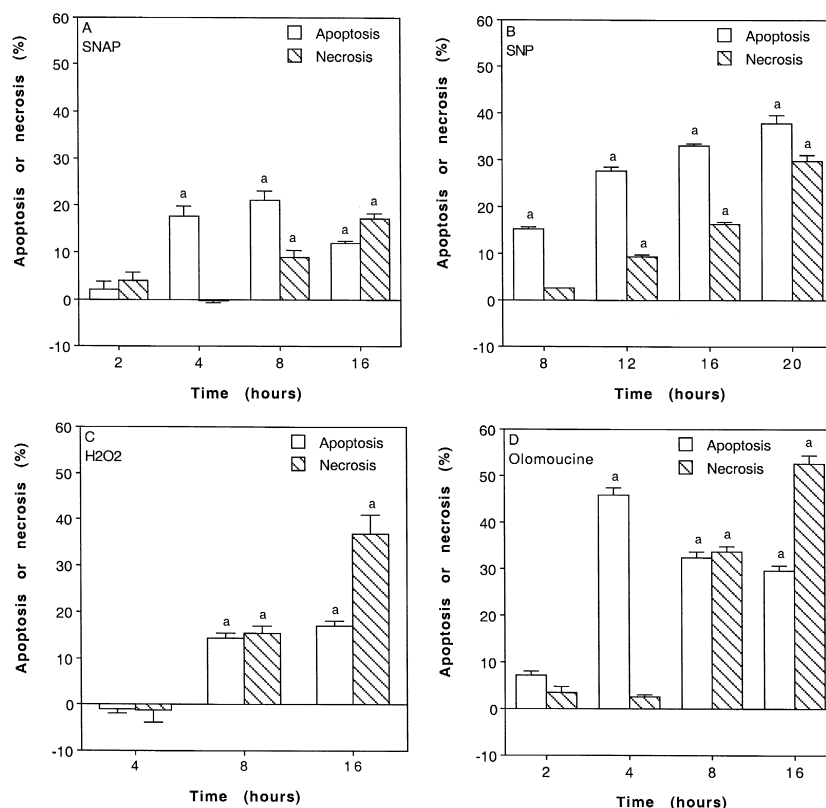 A
SNAP
Apoptosis
Necrosis
60
50
40
30
20
10
0
-10
a
a
a
a
2
4
8
16
Time (hours)
Apoptosis or necrosis (%)
B
SNP
Apoptosis
Necrosis
60
50
40
30
20
10
0
-10
a
a
a
a
a
a
a
8
12
16
20
Time (hours)
Apoptosis or necrosis (%)
C
H2O2
Apoptosis
Necrosis
60
50
40
30
20
10
0
-10
a
a
a
a
4
8
16
Time (hours)
Apoptosis or necrosis (%)
D
Olomoucine
Apoptosis
Necrosis
60
50
40
30
20
10
0
-10
a
a
a
a
a
2
4
8
16
Time (hours)
Apoptosis or necrosis (%)